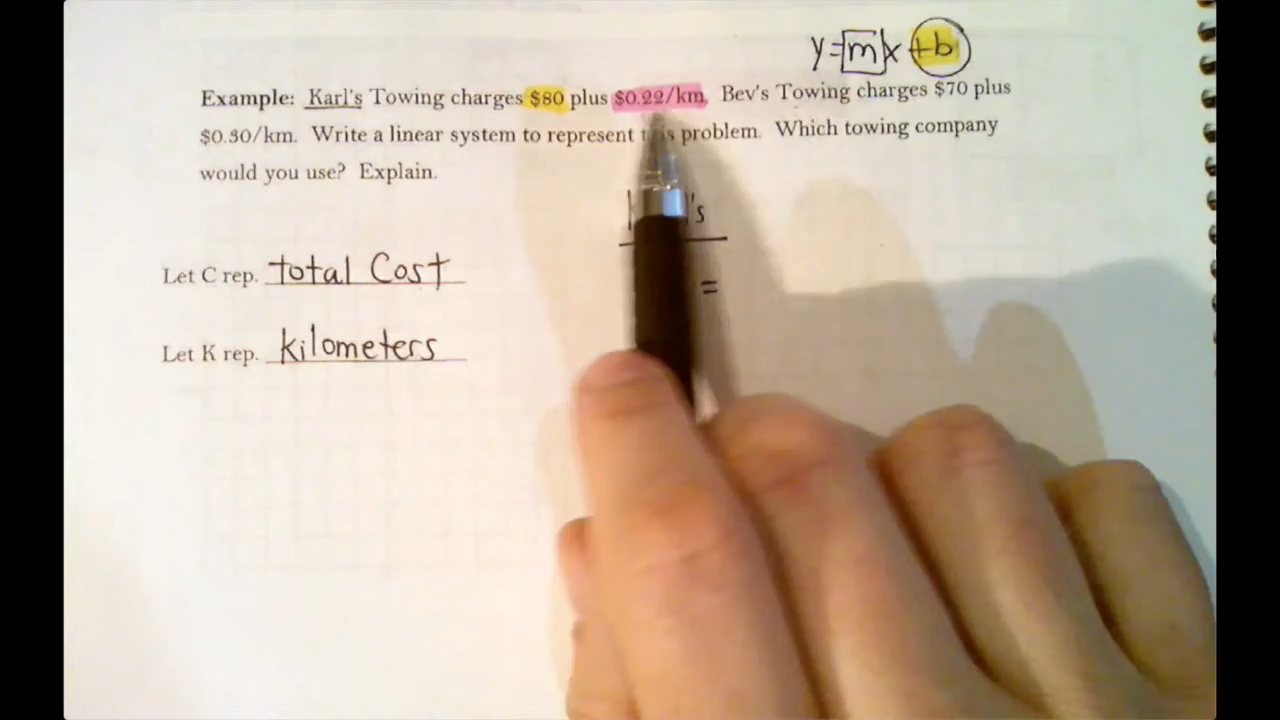 y=mx+b
Example: Karl's Towing charges $80 plus $0.22/km. Bev's Towing charges $70 plus
$0.30/km. Write a linear system to represent this problem. Which towing company
would you use? Explain.
's
Let C rep. total Cost
=
Let K rep. kilometers